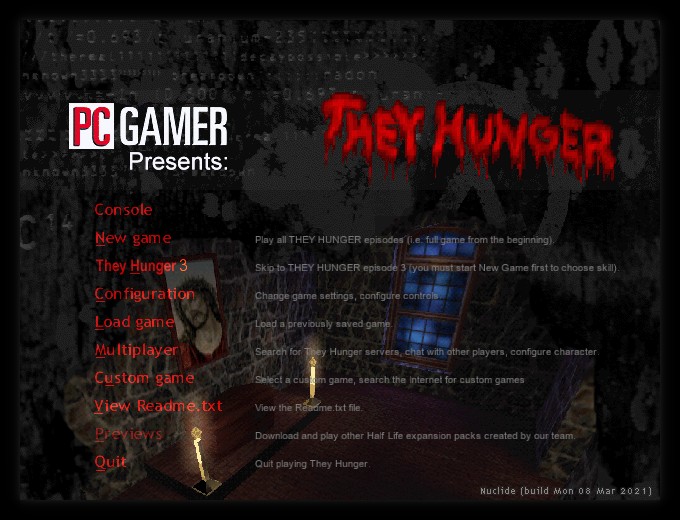 PC GAMER
Presents:
THEY HUNGER
Console
New game Play all THEY HUNGER episodes (i.e. full game from the beginning).
They Hunger 3 Skip to THEY HUNGER episode 3 (you must start New Game first to choose skill)
Configuration Change game settings, configure controls
Load game Load a previously saved game.
Multiplayer Search for They Hunger servers, chat with other players, configure character
Custom game Select a custom game, search the Internet for custom games
View Readme.txt View the Readme.txt file.
Previews Download and play other Half Life expansion packs created by our team.
Quit Quit playing They Hunger
Nuclide (build Mon 08 Mar 2021)